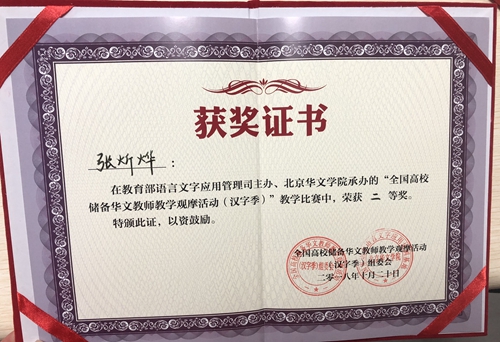 获奖证书
张炘烨：
在教育部语言文字应用管理司主办、北京华文学院承办的“全国高校
储备华文教师教学观摩活动（汉字季）”教学比赛中，荣获 二 等奖。
特颁此证，以资鼓励。
全国高校储备华文教师教学观摩活动
（汉字季）组委会
二〇一八年十月二十日